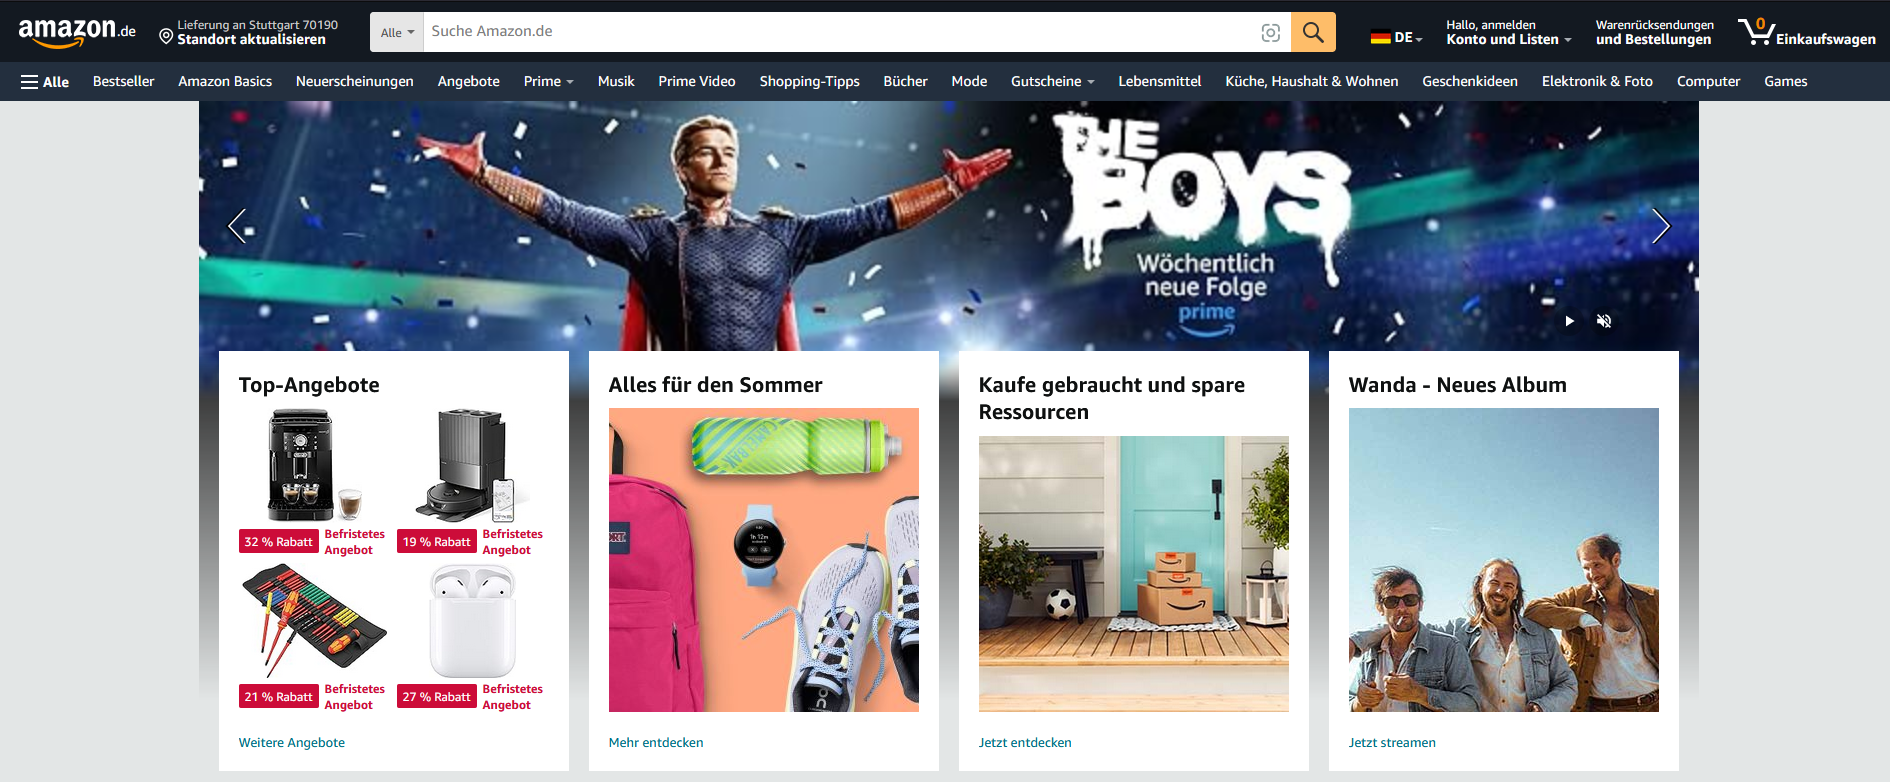 amazon.de
Lieferung an Stuttgart 70190
Standort aktualisieren
Alle
Suche Amazon.de
DE
Hallo, anmelden
Konto und Listen
Warenrücksendungen
und Bestellungen
0
Einkaufswagen
Alle
Bestseller
Amazon Basics
Neuerscheinungen
Angebote
Prime
Musik
Prime Video
Shopping-Tipps
Bücher
Mode
Gutscheine
Lebensmittel
Küche, Haushalt & Wohnen
Geschenkideen
Elektronik & Foto
Computer
Games
THE
BOYS
Wöchentlich
neue Folge
prime
Top-Angebote
32 % Rabatt
Befristetes
Angebot
19 % Rabatt
Befristetes
Angebot
21 % Rabatt
Befristetes
Angebot
27 % Rabatt
Befristetes
Angebot
Weitere Angebote
Alles für den Sommer
CAMELBAK
1h 12m
Mehr entdecken
Kaufe gebraucht und spare
Ressourcen
Jetzt entdecken
Wanda - Neues Album
Jetzt streamen